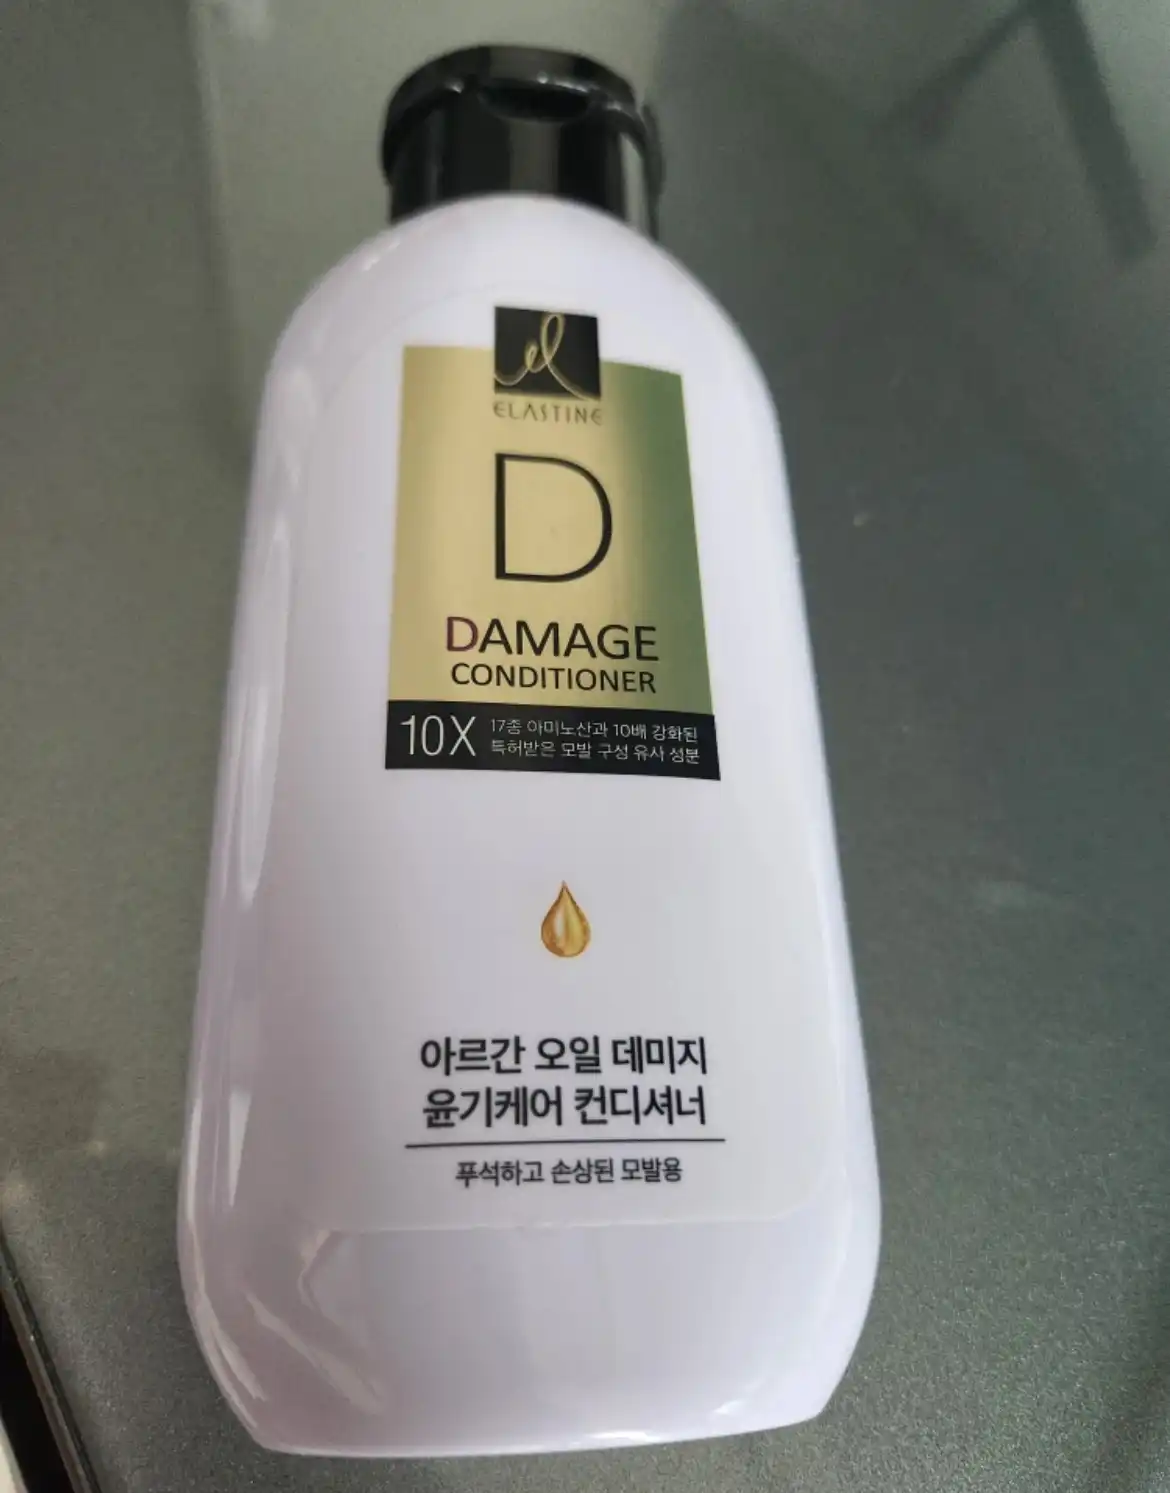 el
ELASTINE
D
DAMAGE
CONDITIONER
10X 17종 아미노산과 10배 강화된
특허받은 모발 구성 유사 성분
아르간 오일 데미지
윤기케어 컨디셔너
푸석하고 손상된 모발용